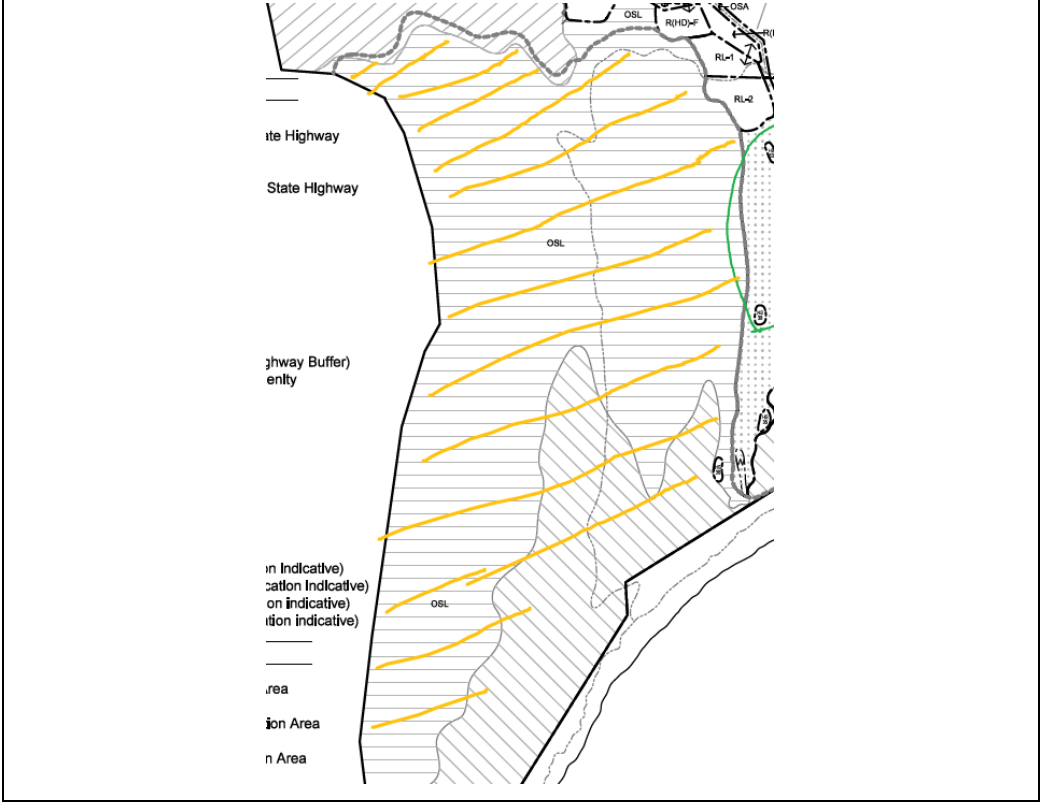 OSL
OSA
R(HD)-F
RL-1
RL-2
ate Highway
State Highway
OSL
ghway Buffer)
enity
on Indicative)
cation Indicative)
OSL
on indicative)
ation indicative)
Area
ion Area
n Area